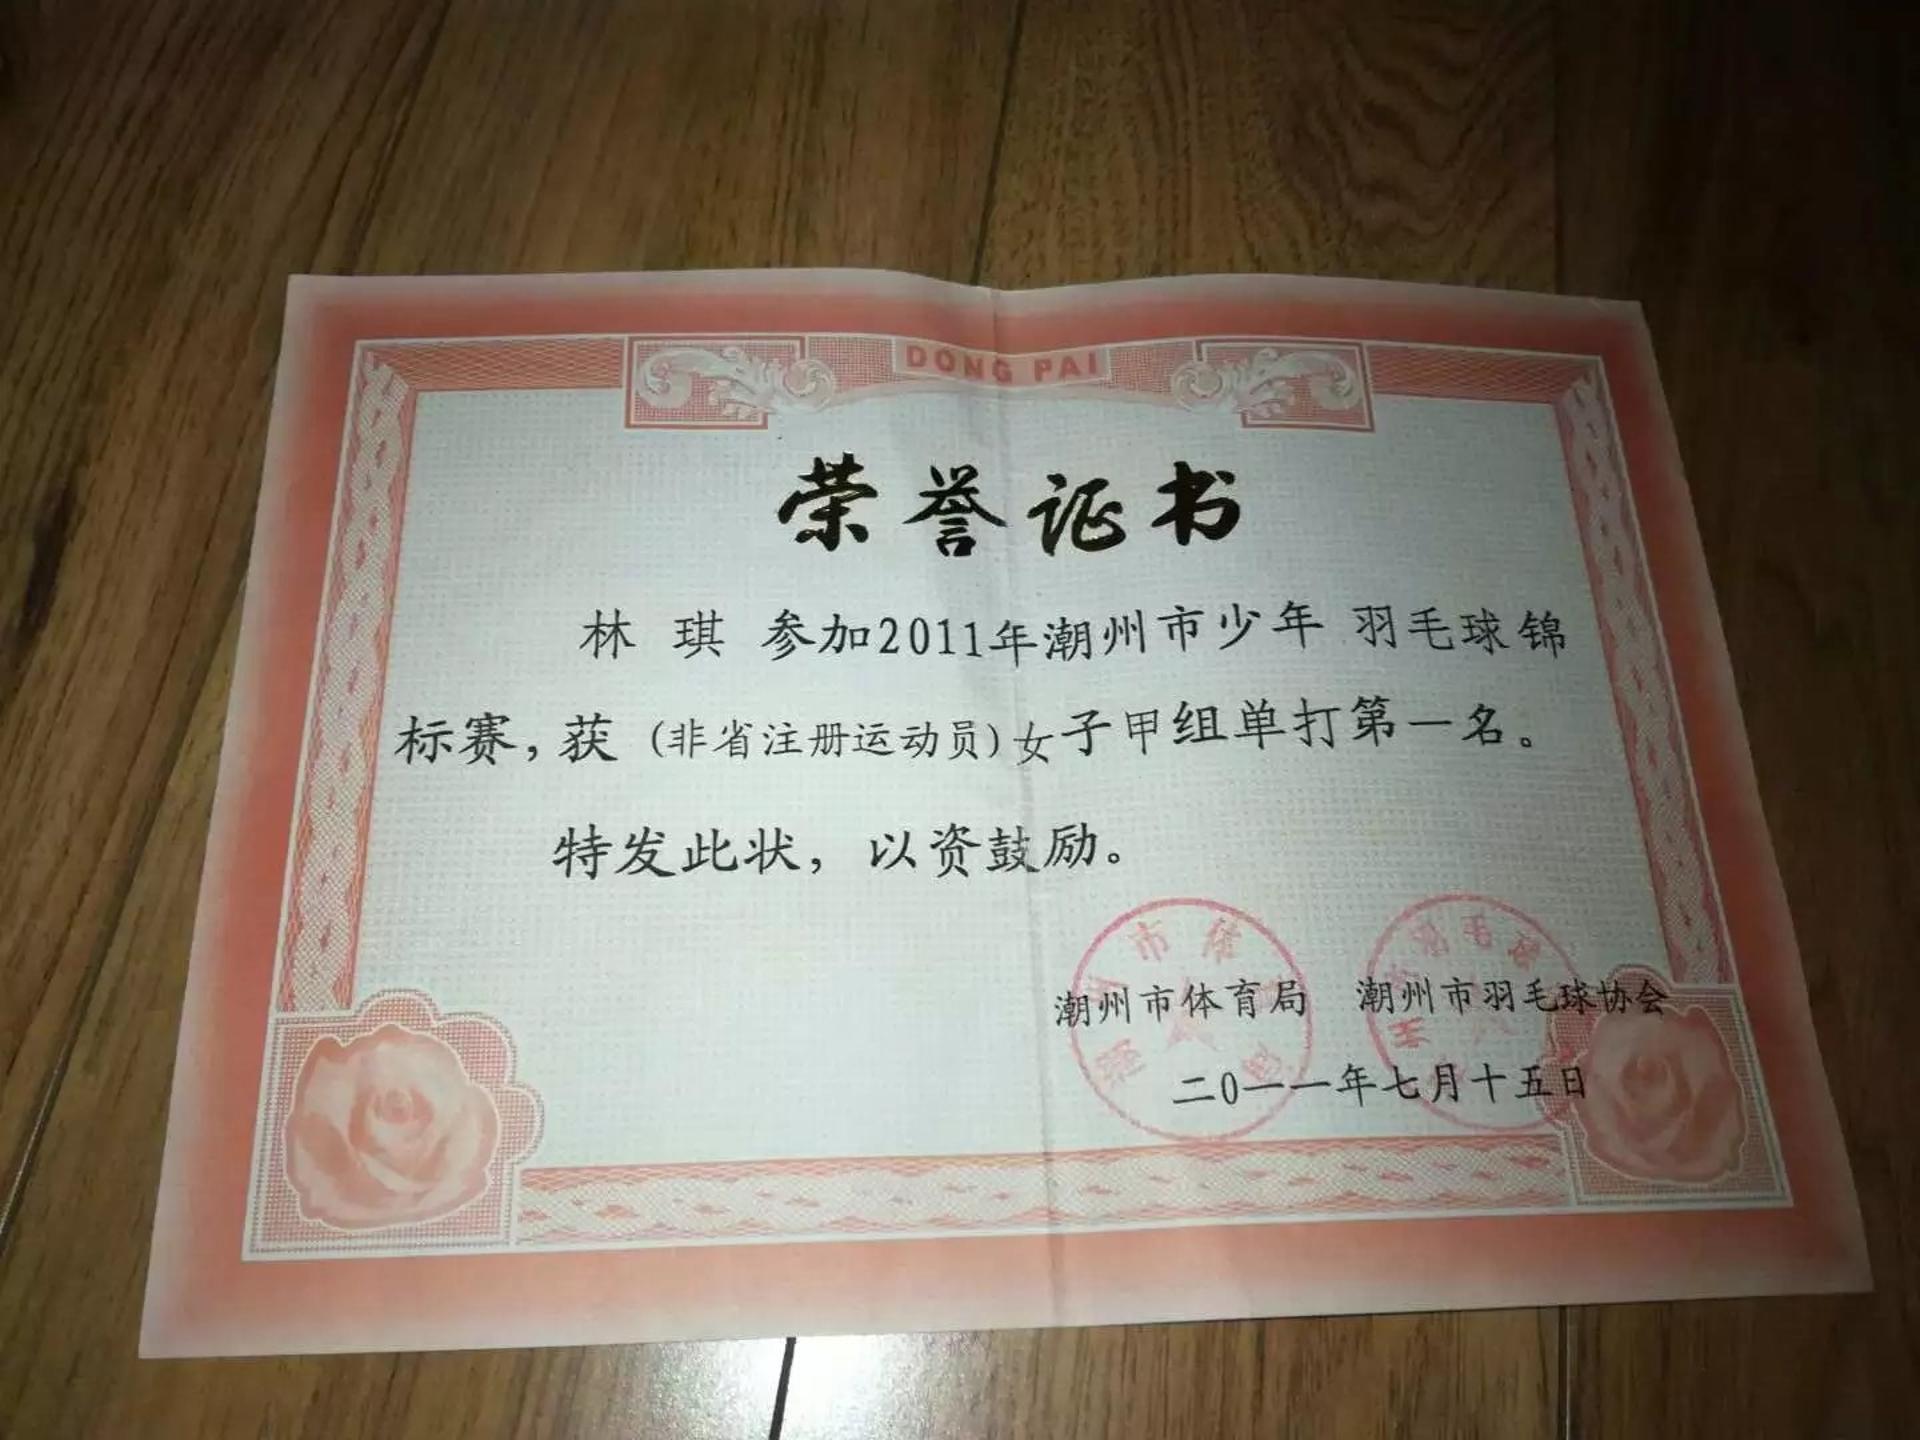 DONG PAI
荣誉证书
林 琪 参加2011年潮州市少年 羽毛球锦
标赛,获 (非省注册运动员)女子甲组单打第一名。
特发此状，以资鼓励。
潮州市体育局 潮州市羽毛球协会
二0一一年七月十五日